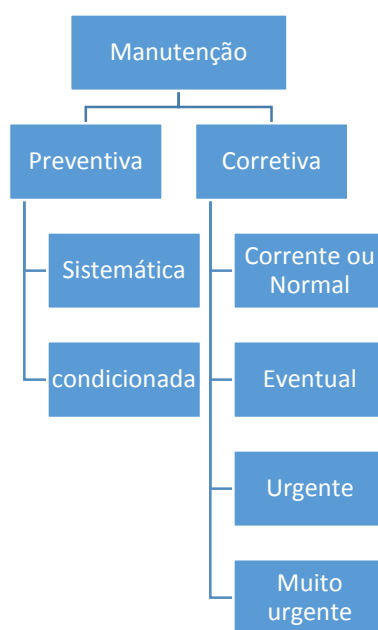 Manutenção
Preventiva
Corretiva
Sistemática
condicionada
Corrente ou
Normal
Eventual
Urgente
Muito
urgente